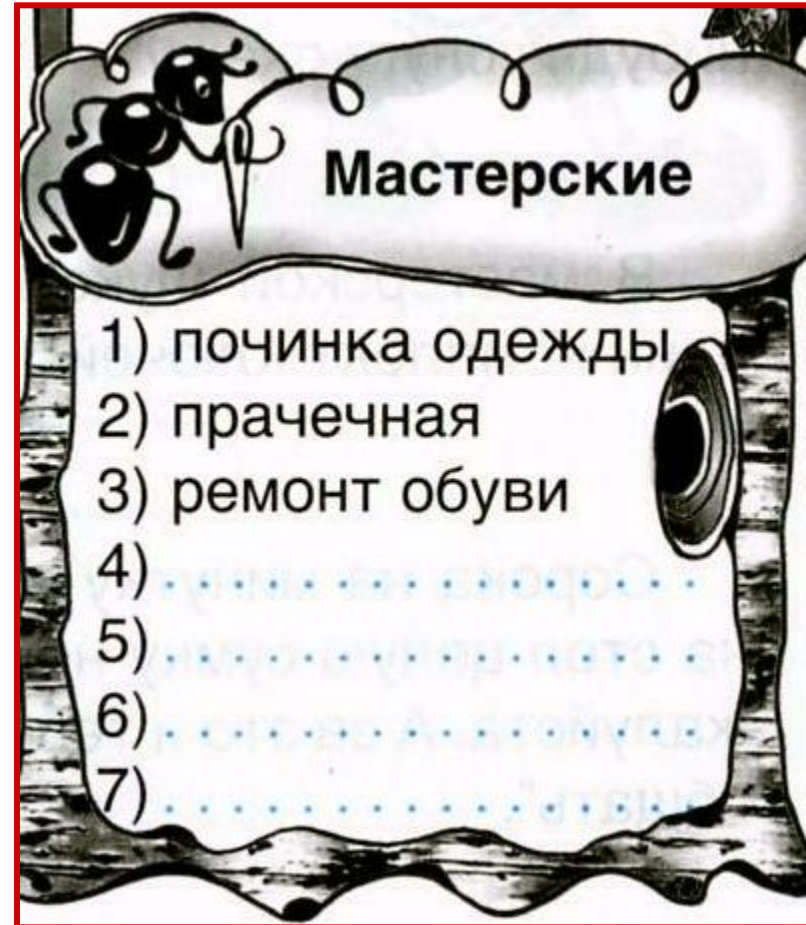 Мастерские
1) починка одежды
2) прачечная
3) ремонт обуви
4) . . . . . . . . . . . . . . . . . . .
5) . . . . . . . . . . . . . . . . . . .
6) . . . . . . . . . . . . . . . . . . .
7) . . . . . . . . . . . . . . . . . . .